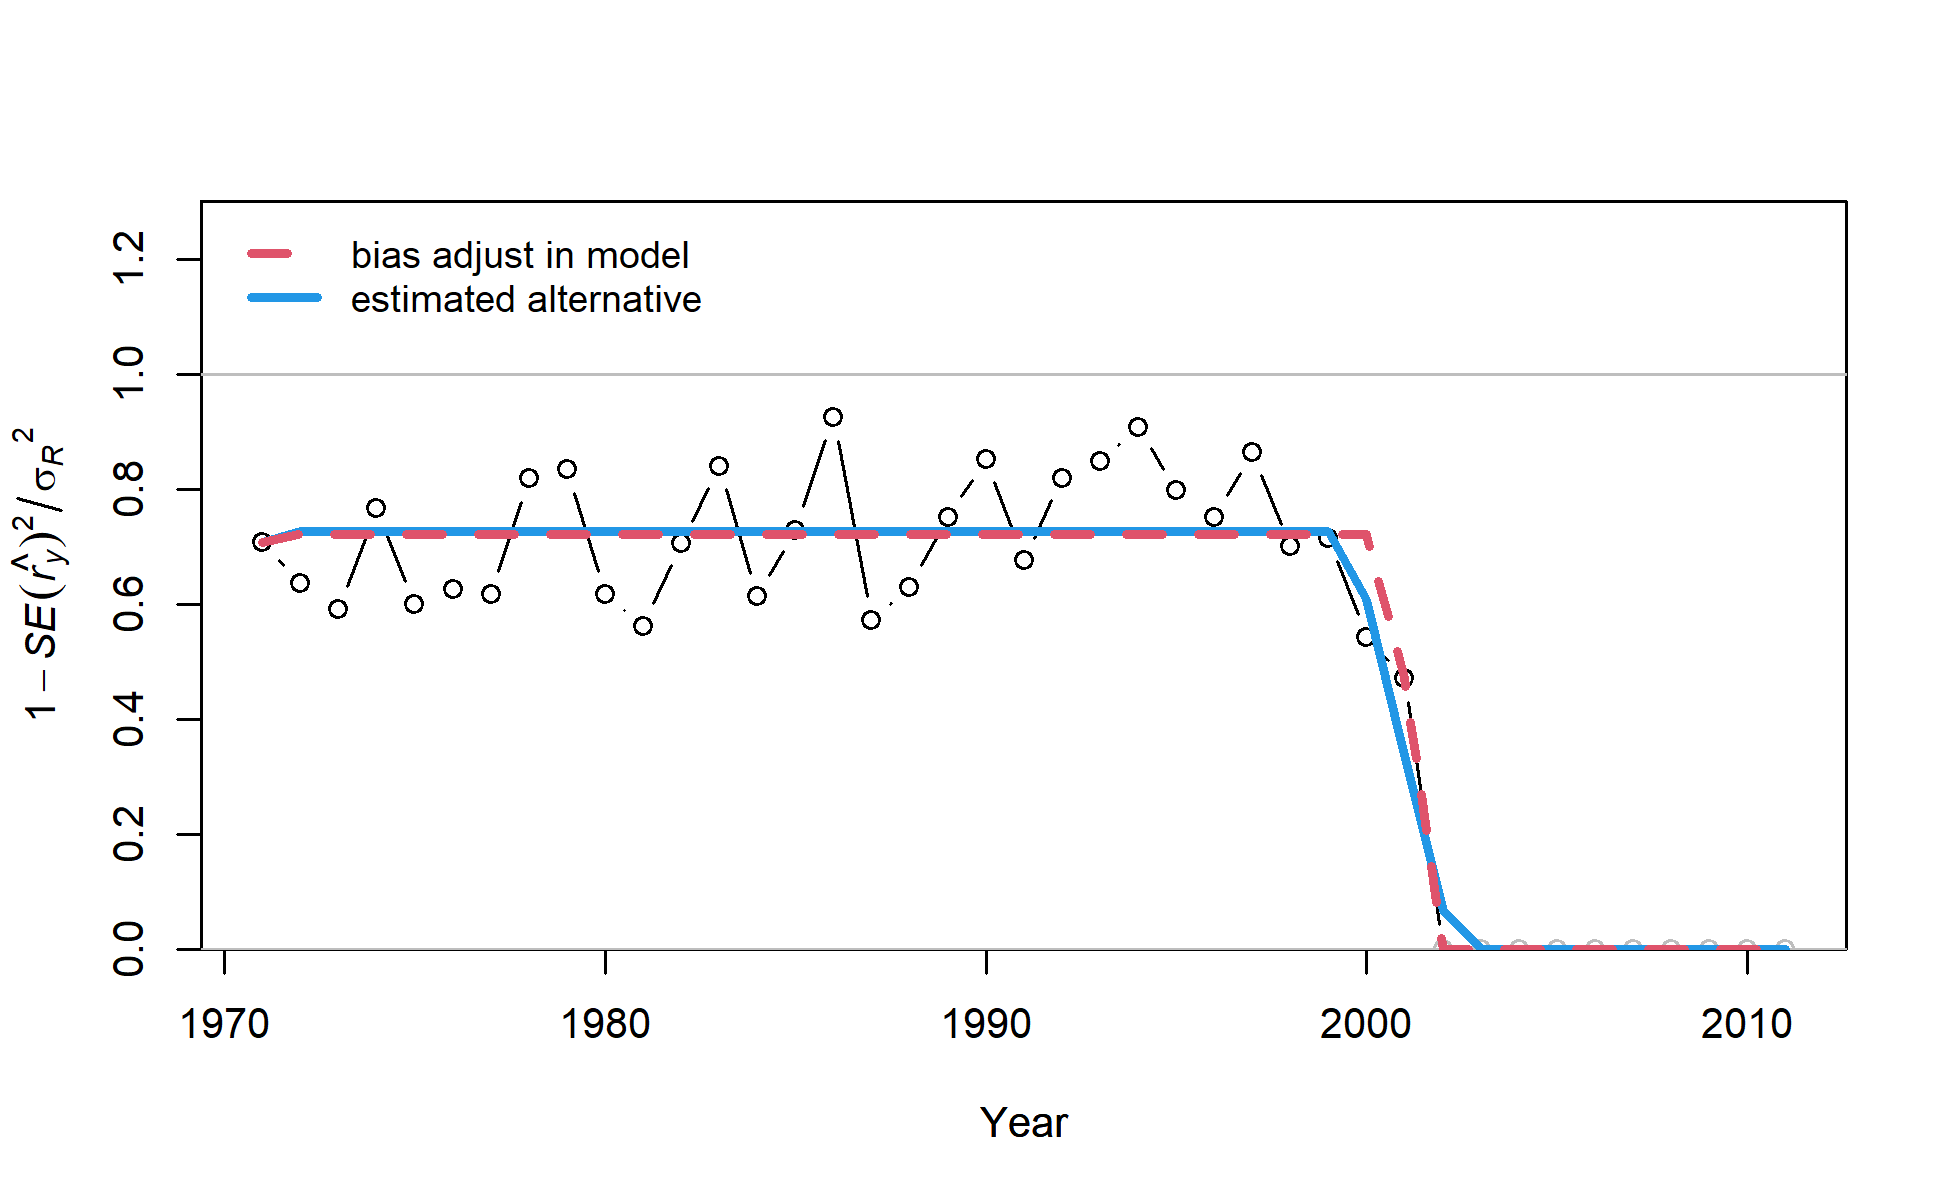 bias adjust in model
estimated alternative
1 − SE(r̂y)² / σR²
1.2
1.0
0.8
0.6
0.4
0.2
0.0
1970 1980 1990 2000 2010
Year